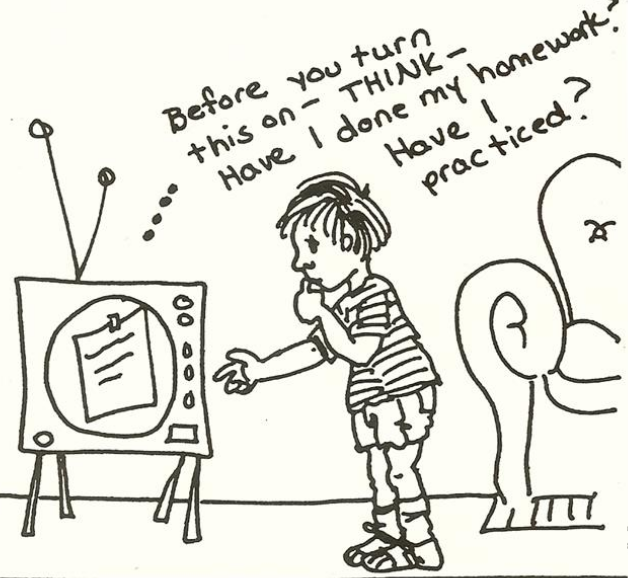 Before you turn
this on - THINK -
Have I done my homework?
Have I
practiced?